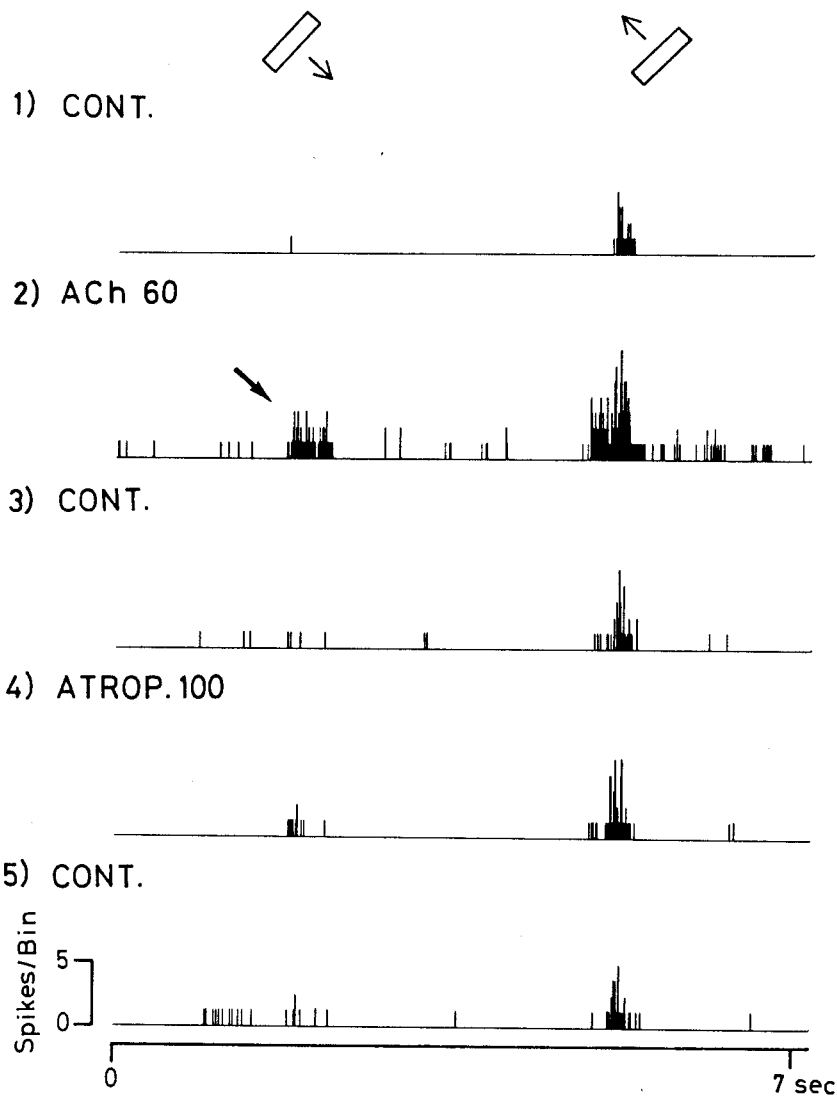 1) CONT.
2) ACh 60
3) CONT.
4) ATROP. 100
5) CONT.
Spikes/Bin
5
0
0
7 sec